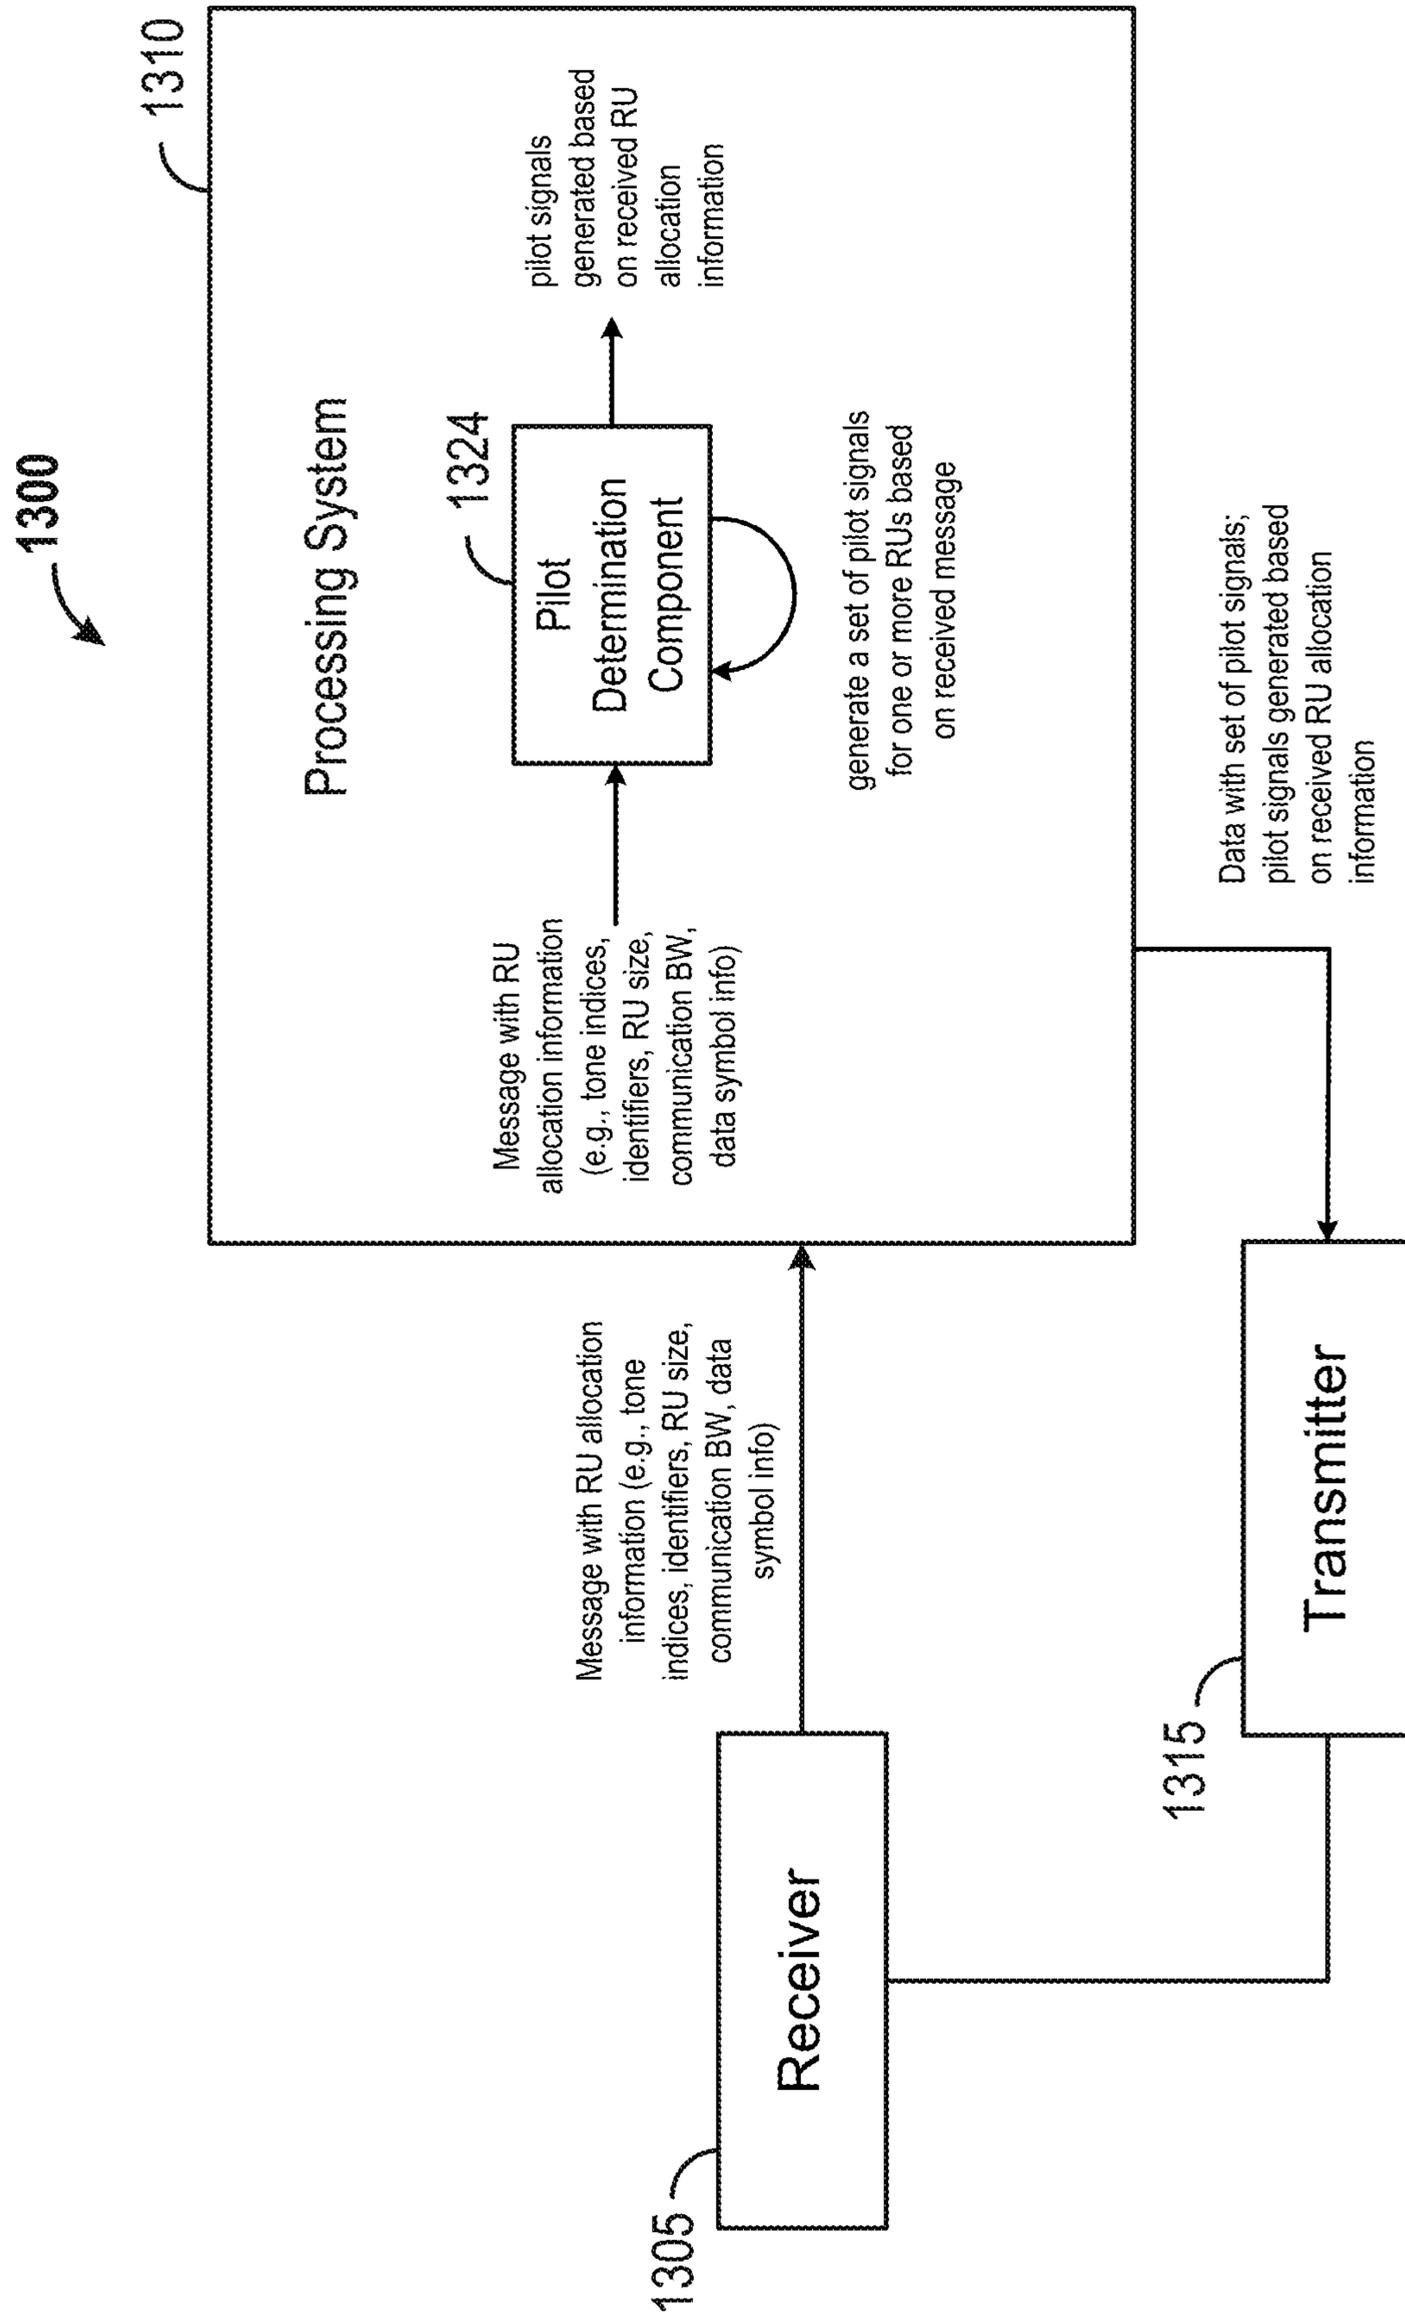 1300
1310
Processing System
1324
Pilot
Determination
Component
Message with RU
allocation information
(e.g., tone indices,
identifiers, RU size,
communication BW,
data symbol info)
pilot signals
generated based
on received RU
allocation
information
generate a set of pilot signals
for one or more RUs based
on received message
Message with RU allocation
information (e.g., tone
indices, identifiers, RU size,
communication BW, data
symbol info)
1305
Receiver
Data with set of pilot signals;
pilot signals generated based
on received RU allocation
information
1315
Transmitter